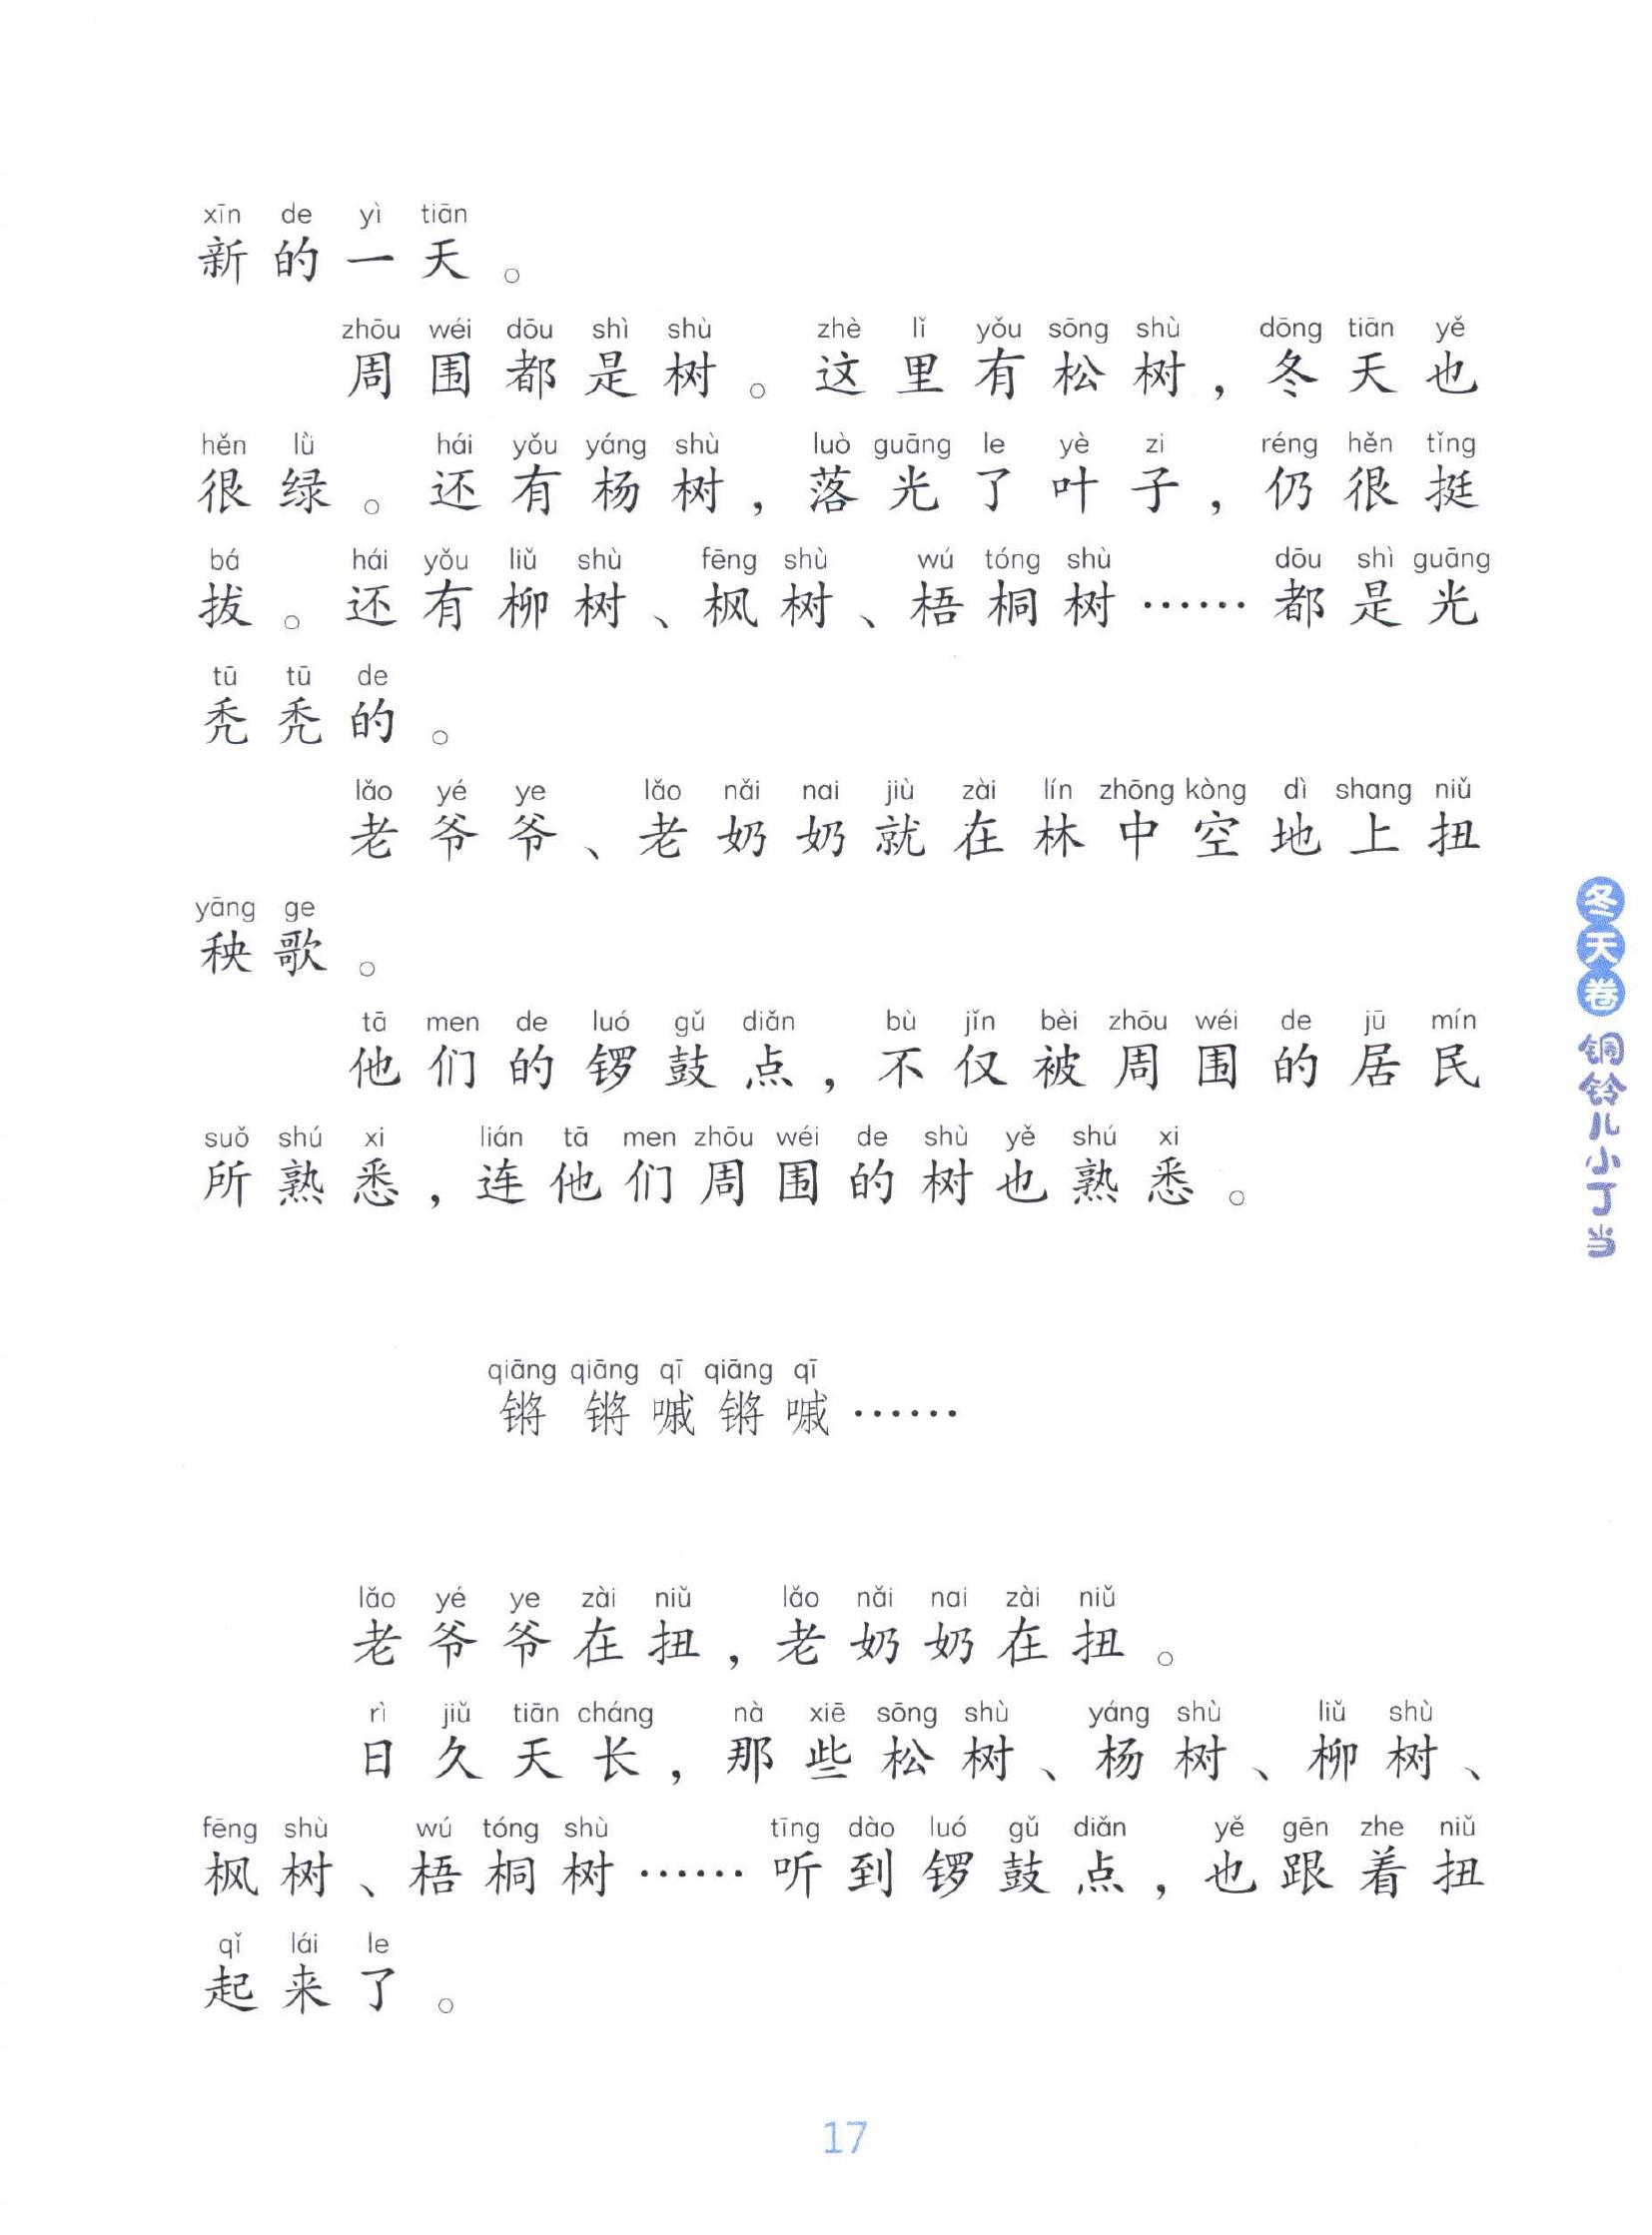 xīn de yì tiān
新的一天。
zhōu wéi dōu shì shù zhè lǐ yǒu sōng shù dōng tiān yě
周围都是树。这里有松树，冬天也
hěn lǜ hái yǒu yáng shù luò guāng le yè zi réng hěn tǐng
很绿。还有杨树，落光了叶子，仍很挺
bá hái yǒu liǔ shù fēng shù wú tóng shù dōu shì guāng
拔。还有柳树、枫树、梧桐树……都是光
tū tū de
秃秃的。
lǎo yé ye lǎo nǎi nai jiù zài lín zhōng kòng dì shang niǔ
老爷爷、老奶奶就在林中空地上扭
yāng ge
秧歌。
tā men de luó gǔ diǎn bù jǐn bèi zhōu wéi de jū mín
他们的锣鼓点，不仅被周围的居民
suǒ shú xi lián tā men zhōu wéi de shù yě shú xi
所熟悉，连他们周围的树也熟悉。
qiāng qiāng qī qiāng qī
锵锵嘁锵嘁……
lǎo yé ye zài niǔ lǎo nǎi nai zài niǔ
老爷爷在扭，老奶奶在扭。
rì jiǔ tiān cháng nà xiē sōng shù yáng shù liǔ shù
日久天长，那些松树、杨树、柳树、
fēng shù wú tóng shù tīng dào luó gǔ diǎn yě gēn zhe niǔ
枫树、梧桐树……听到锣鼓点，也跟着扭
qǐ lái le
起来了。
冬天卷 铜铃儿小丁当
17